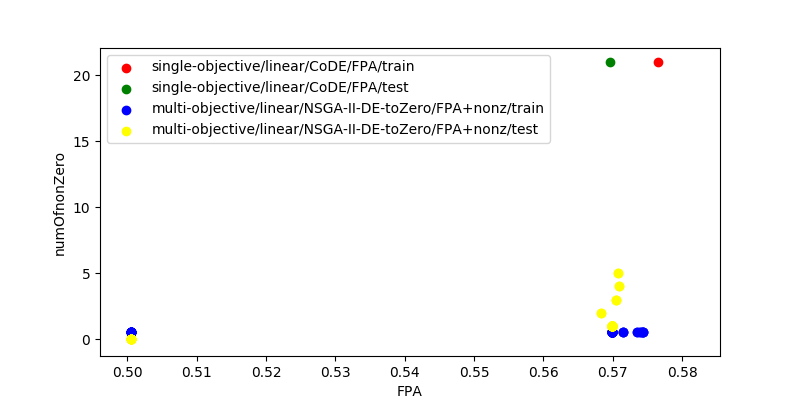 single-objective/linear/CoDE/FPA/train
single-objective/linear/CoDE/FPA/test
multi-objective/linear/NSGA-II-DE-toZero/FPA+nonz/train
multi-objective/linear/NSGA-II-DE-toZero/FPA+nonz/test
numOfnonZero
20
15
10
5
0
0.50 0.51 0.52 0.53 0.54 0.55 0.56 0.57 0.58
FPA